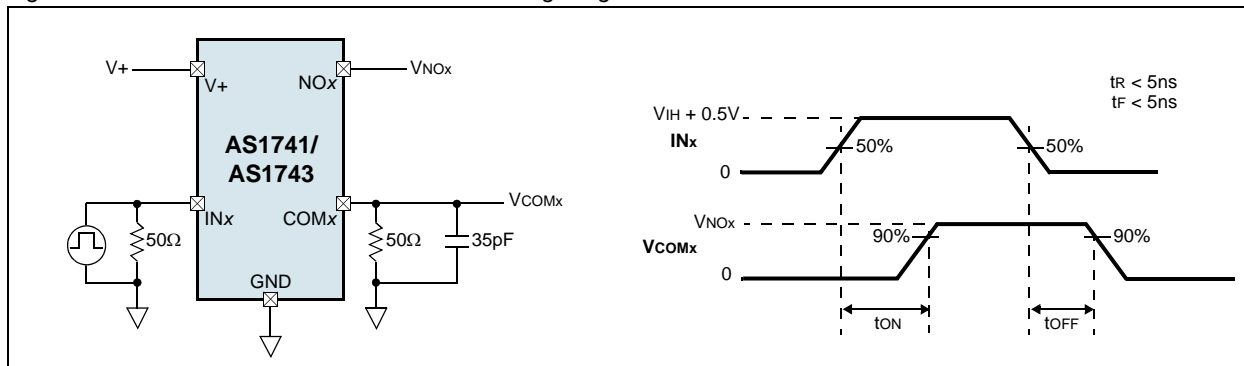 V+
V+
NOx
VNOx
AS1741/
AS1743
INx
COMx
VCOMx
50Ω
50Ω
35pF
GND
tR < 5ns
tF < 5ns
VIH + 0.5V
INx
50%
50%
0
VNOx
90%
90%
VCOMx
0
tON
tOFF